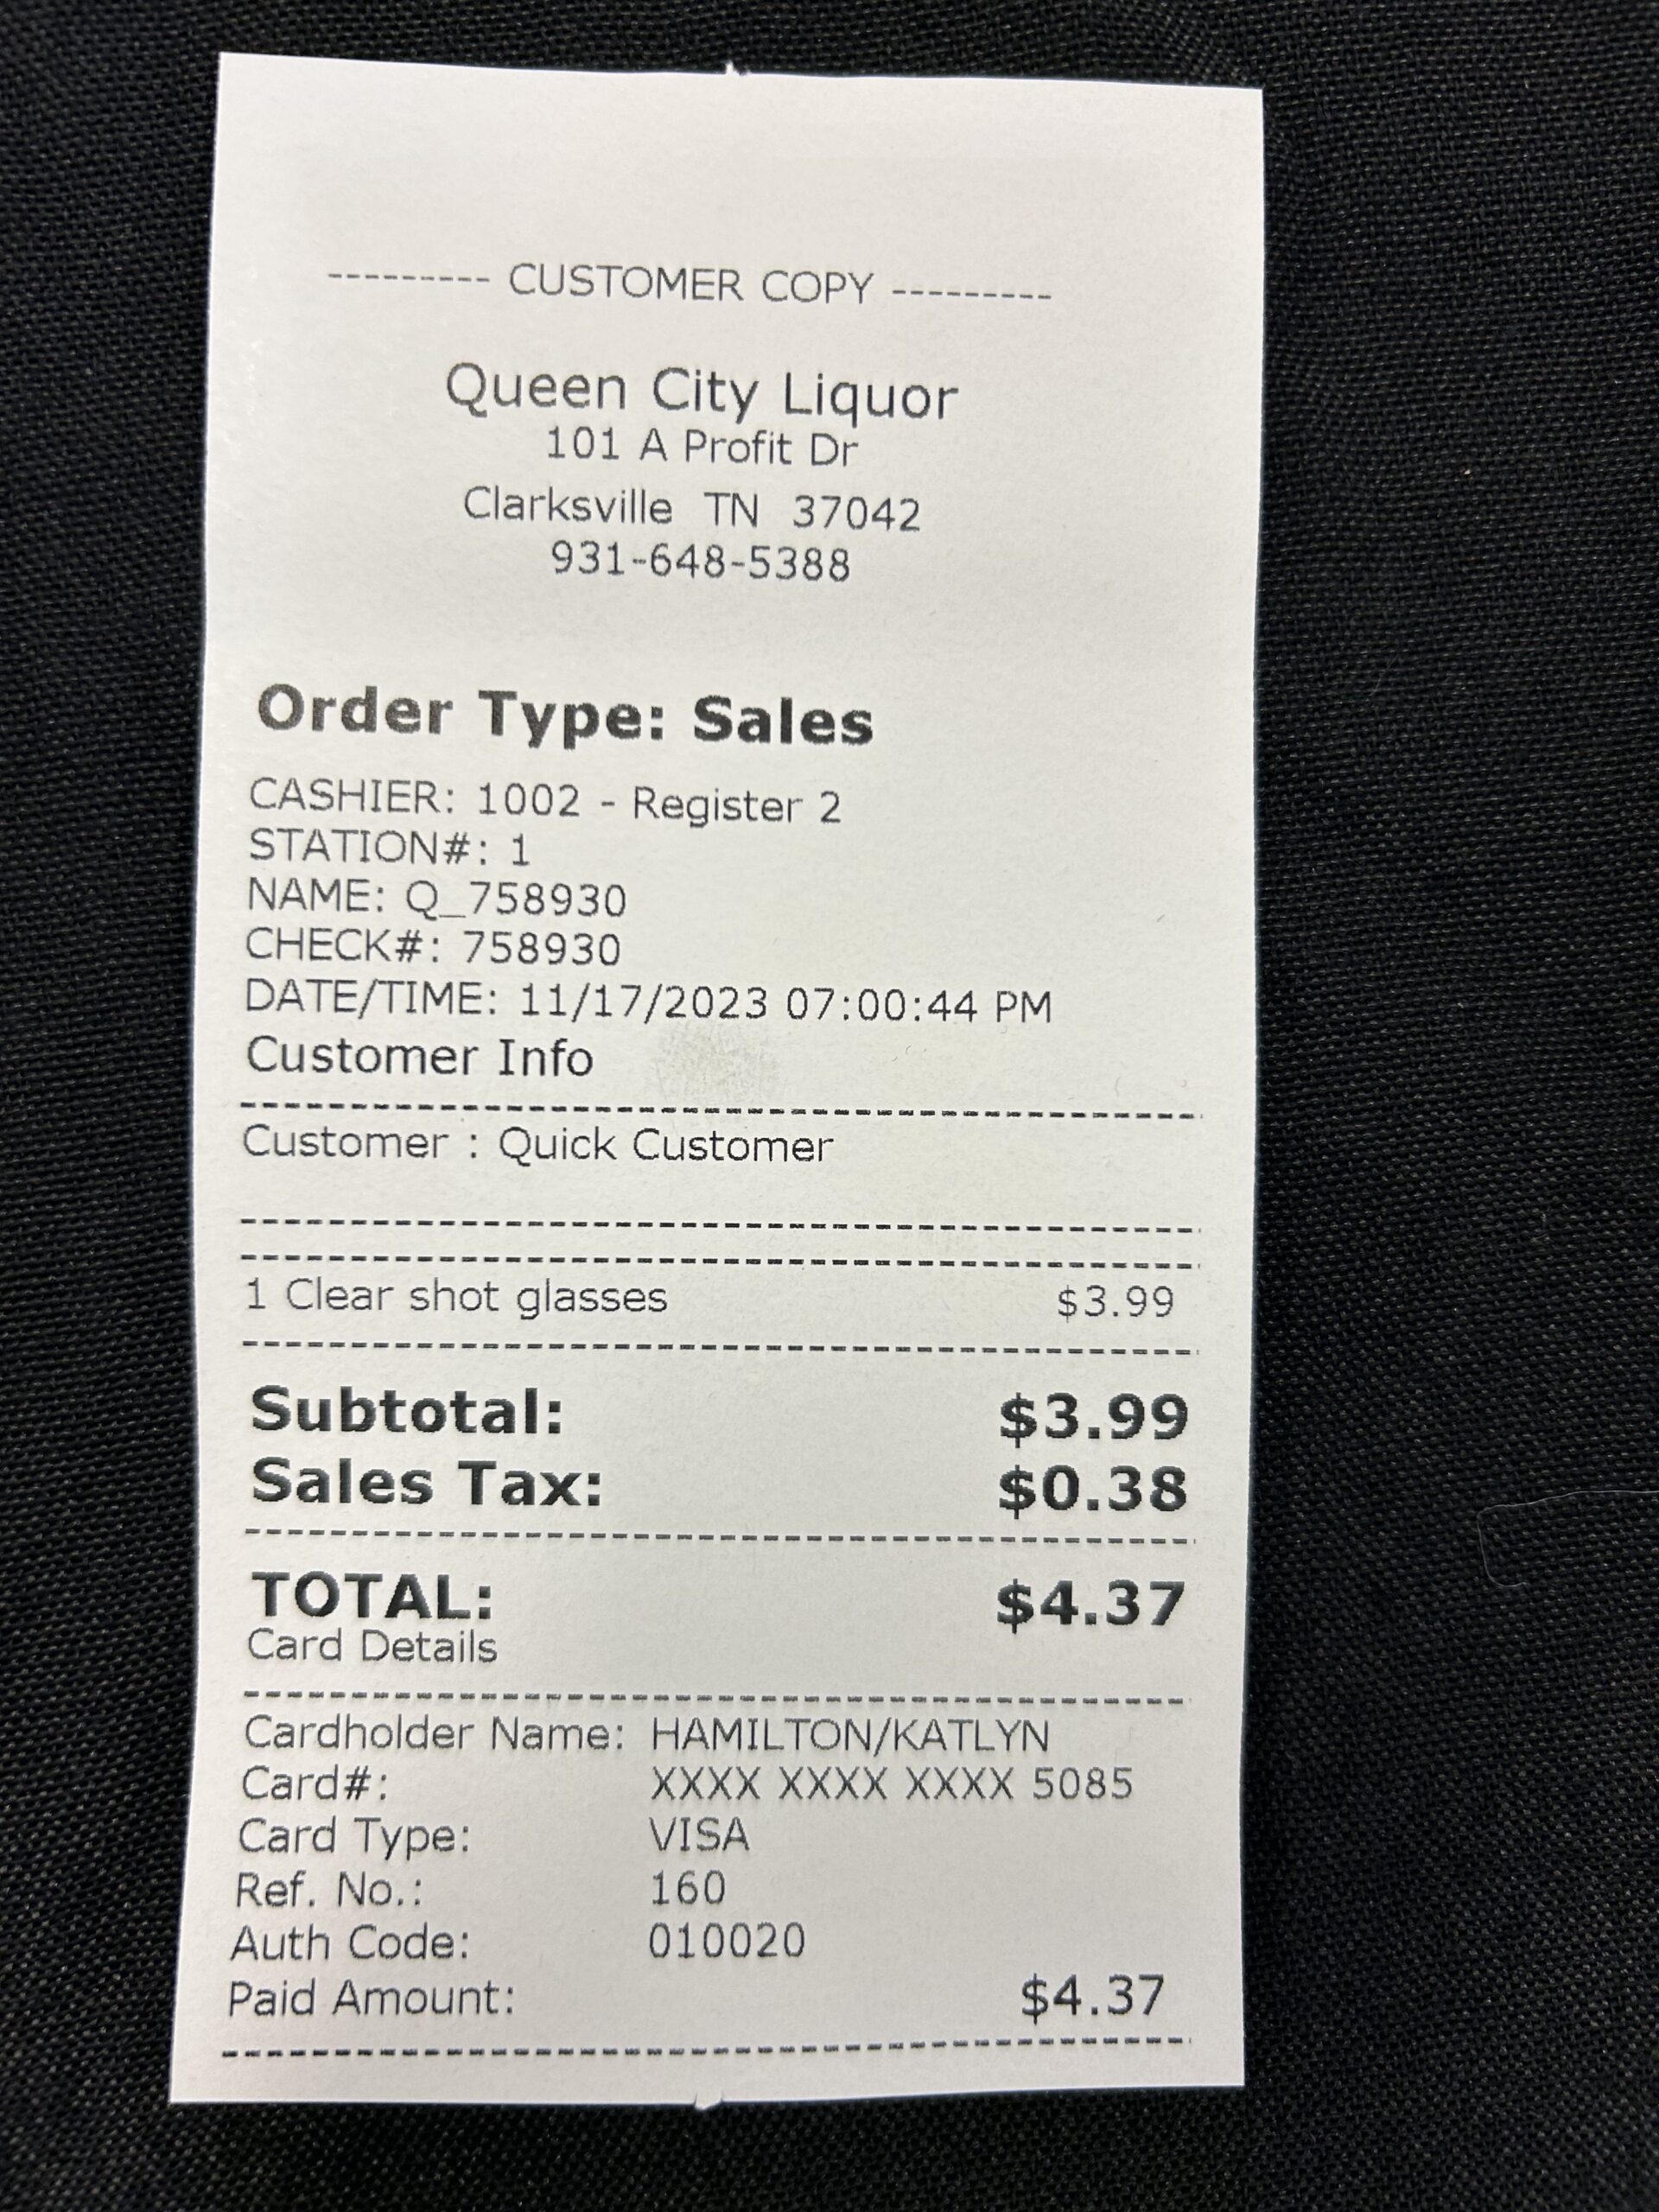 --------- CUSTOMER COPY ---------
Queen City Liquor
101 A Profit Dr
Clarksville TN 37042
931-648-5388
Order Type: Sales
CASHIER: 1002 - Register 2
STATION#: 1
NAME: Q_758930
CHECK#: 758930
DATE/TIME: 11/17/2023 07:00:44 PM
Customer Info
Customer : Quick Customer
1 Clear shot glasses $3.99
Subtotal: $3.99
Sales Tax: $0.38
TOTAL: $4.37
Card Details
Cardholder Name: HAMILTON/KATLYN
Card#: XXXX XXXX XXXX 5085
Card Type: VISA
Ref. No.: 160
Auth Code: 010020
Paid Amount: $4.37